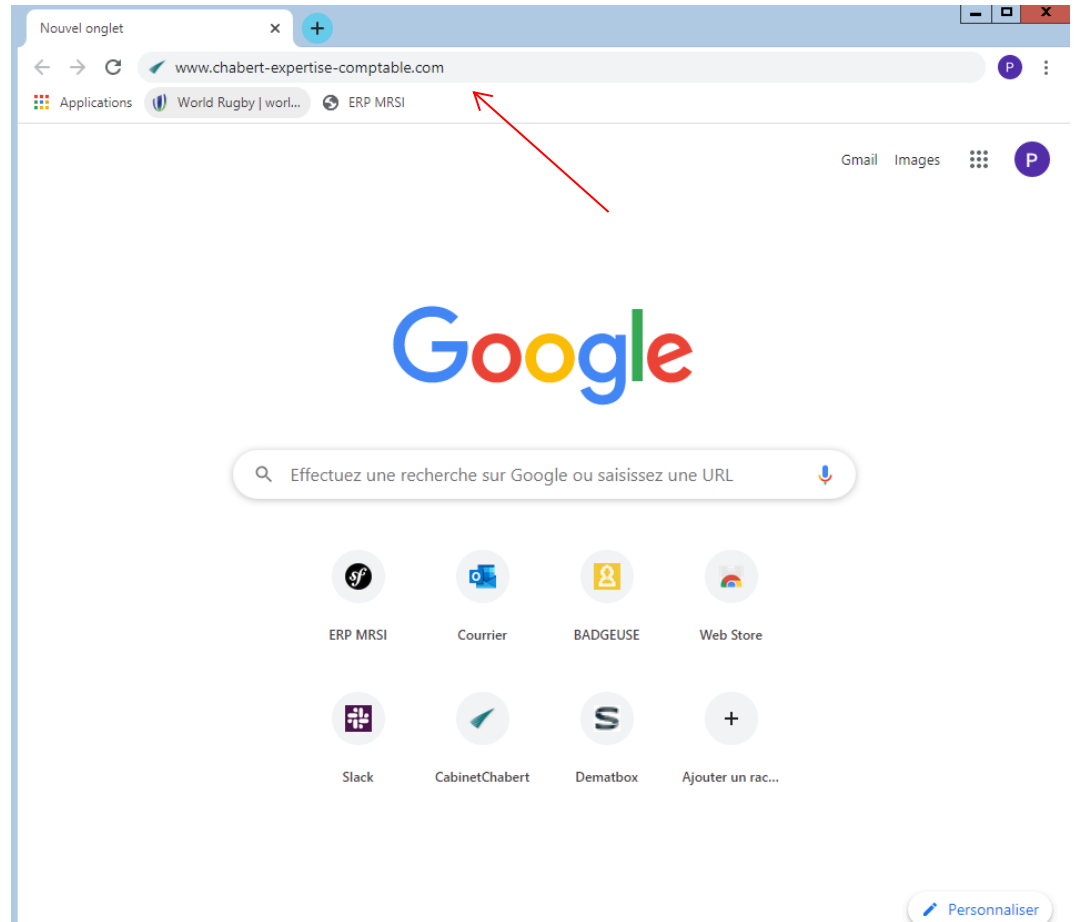 Nouvel onglet
www.chabert-expertise-comptable.com
P
Applications World Rugby | worl... ERP MRSI
Gmail Images P
Google
Effectuez une recherche sur Google ou saisissez une URL
sf
ERP MRSI Courrier BADGEUSE Web Store
Slack CabinetChabert Dematbox Ajouter un rac...
Personnaliser